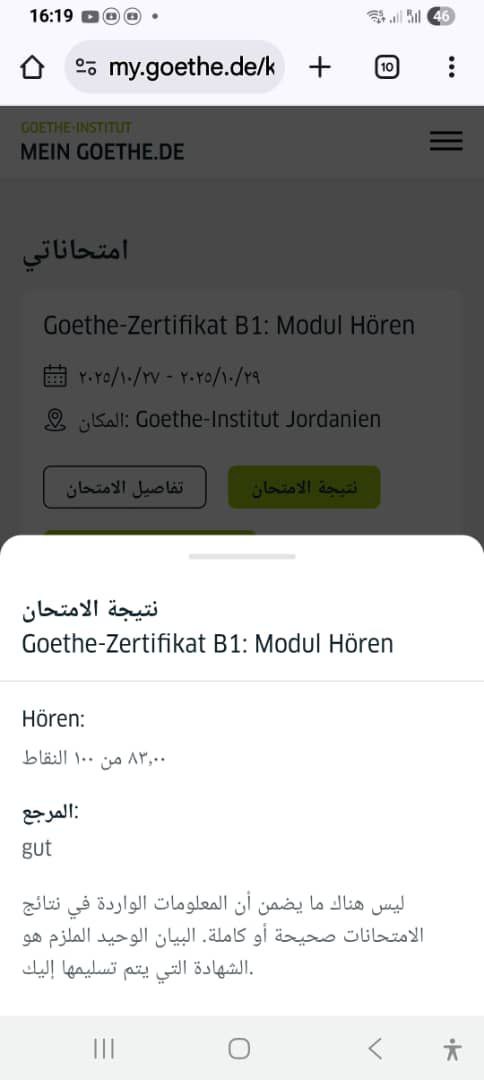 16:19
46
my.goethe.de/k
10
GOETHE-INSTITUT
MEIN GOETHE.DE
امتحاناتي
Goethe-Zertifikat B1: Modul Hören
٢٠٢٥/١٠/٢٧ - ٢٠٢٥/١٠/٢٩
المكان: Goethe-Institut Jordanien
تفاصيل الامتحان
نتيجة الامتحان
نتيجة الامتحان
Goethe-Zertifikat B1: Modul Hören
Hören:
٨٣,٠٠ من ١٠٠ النقاط
المرجع:
gut
ليس هناك ما يضمن أن المعلومات الواردة في نتائج
الامتحانات صحيحة أو كاملة. البيان الوحيد الملزم هو
الشهادة التي يتم تسليمها إليك.